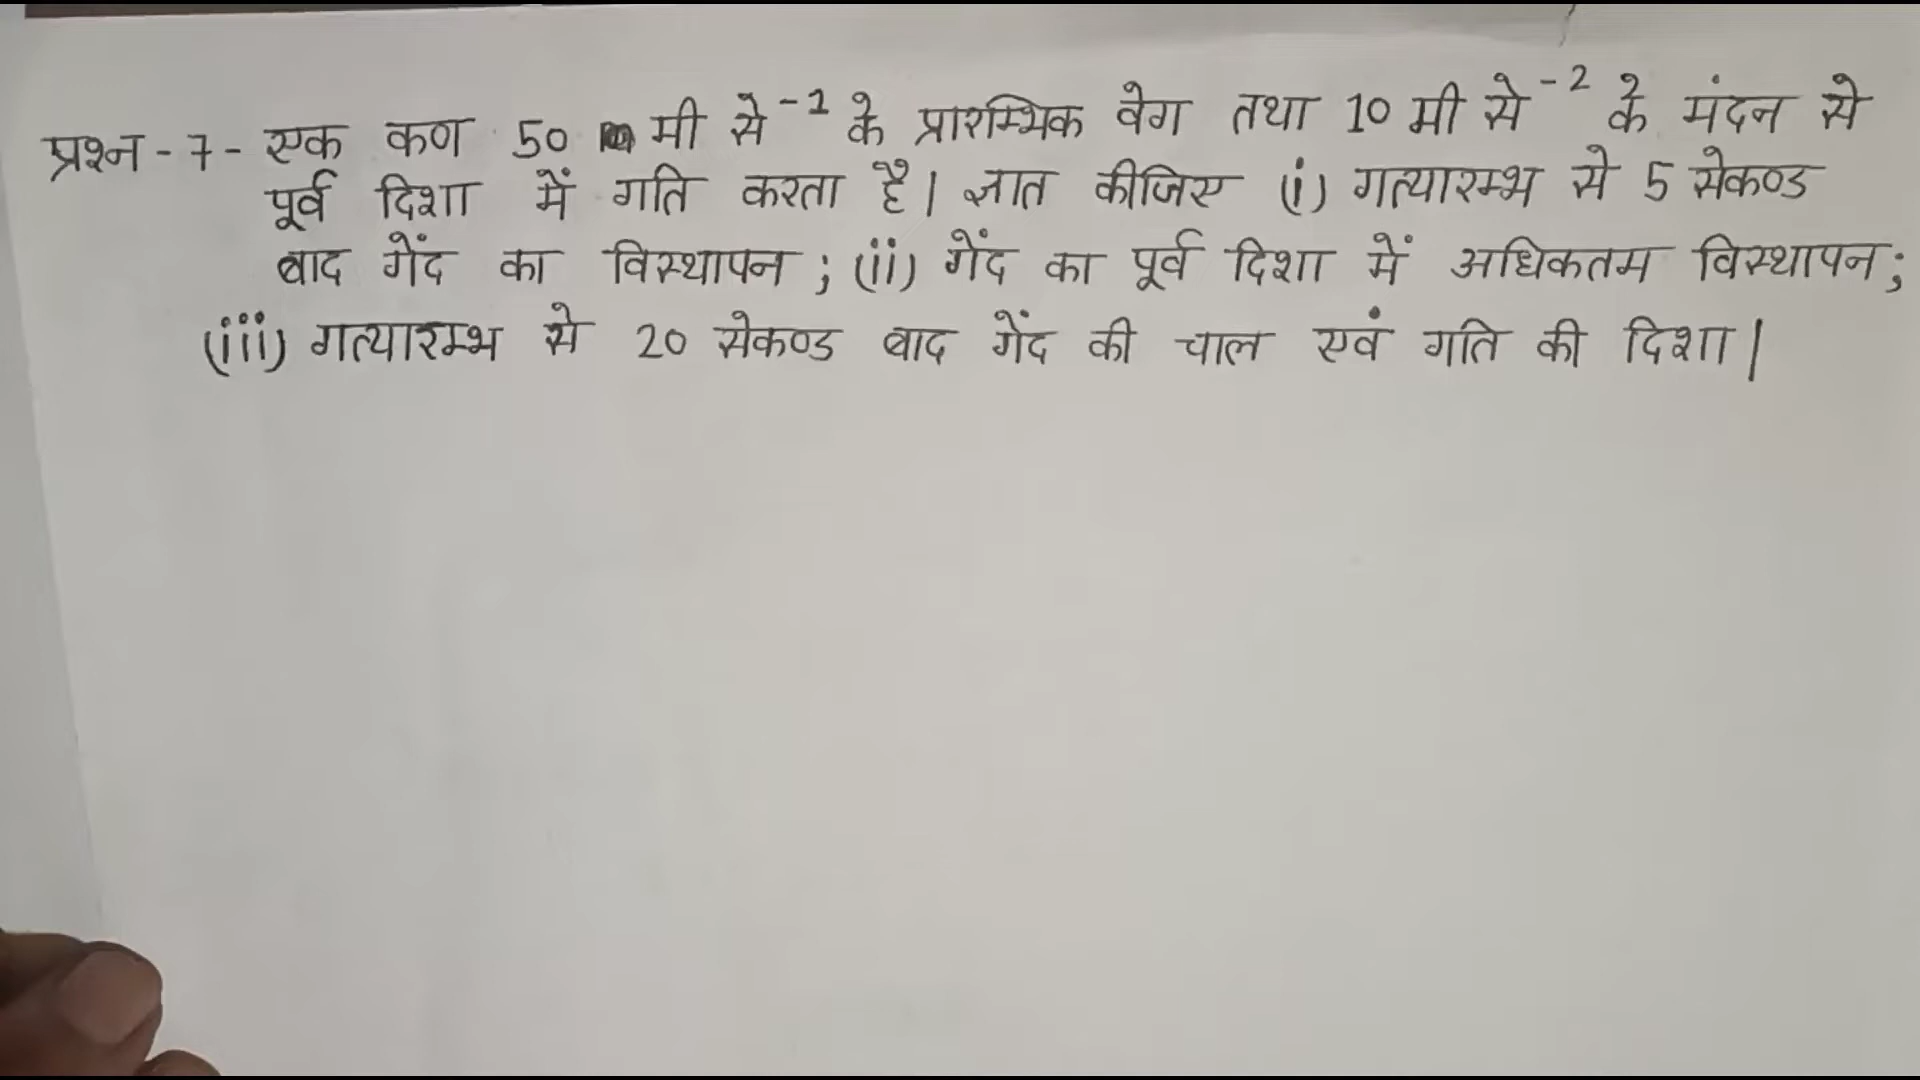 प्रश्न - 7 - एक कण 50 मी से⁻¹ के प्रारम्भिक वेग तथा 10 मी से⁻² के मंदन से
पूर्व दिशा में गति करता है। ज्ञात कीजिए (i) गत्यारम्भ से 5 सेकण्ड
बाद गेंद का विस्थापन ; (ii) गेंद का पूर्व दिशा में अधिकतम विस्थापन ;
(iii) गत्यारम्भ से 20 सेकण्ड बाद गेंद की चाल एवं गति की दिशा।